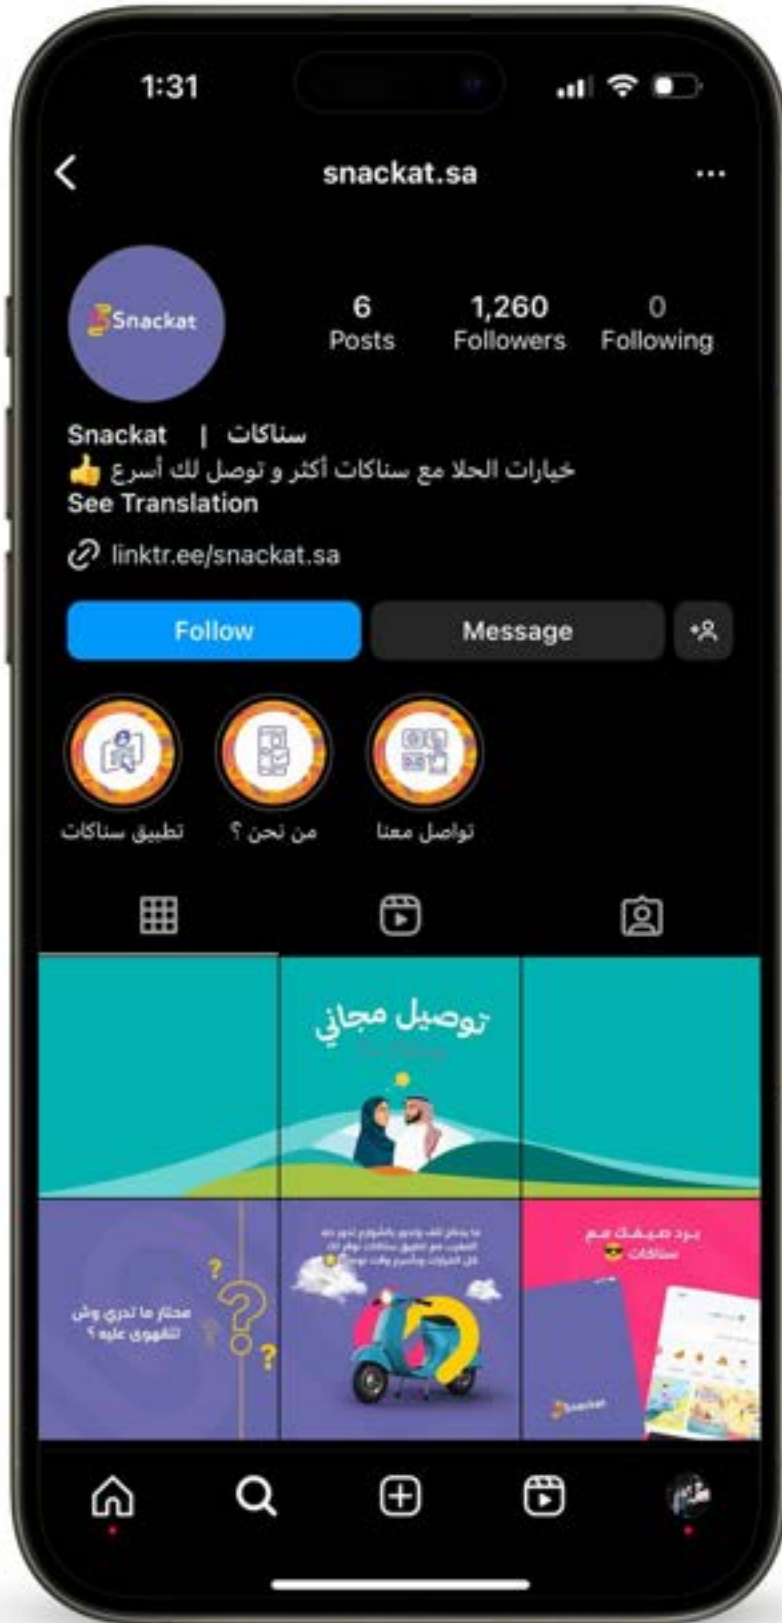 1:31
snackat.sa
Snackat
6
Posts
1,260
Followers
0
Following
Snackat | سناكات
خيارات الحلا مع سناكات أكثر و توصل لك أسرع 👍
See Translation
linktr.ee/snackat.sa
Follow
Message
تطبيق سناكات
من نحن ؟
تواصل معنا
توصيل مجاني
محتار ما تدري وش
تتقهوى عليه ؟
?
?
?
برد صيفك مع
سناكات 😎
Snackat